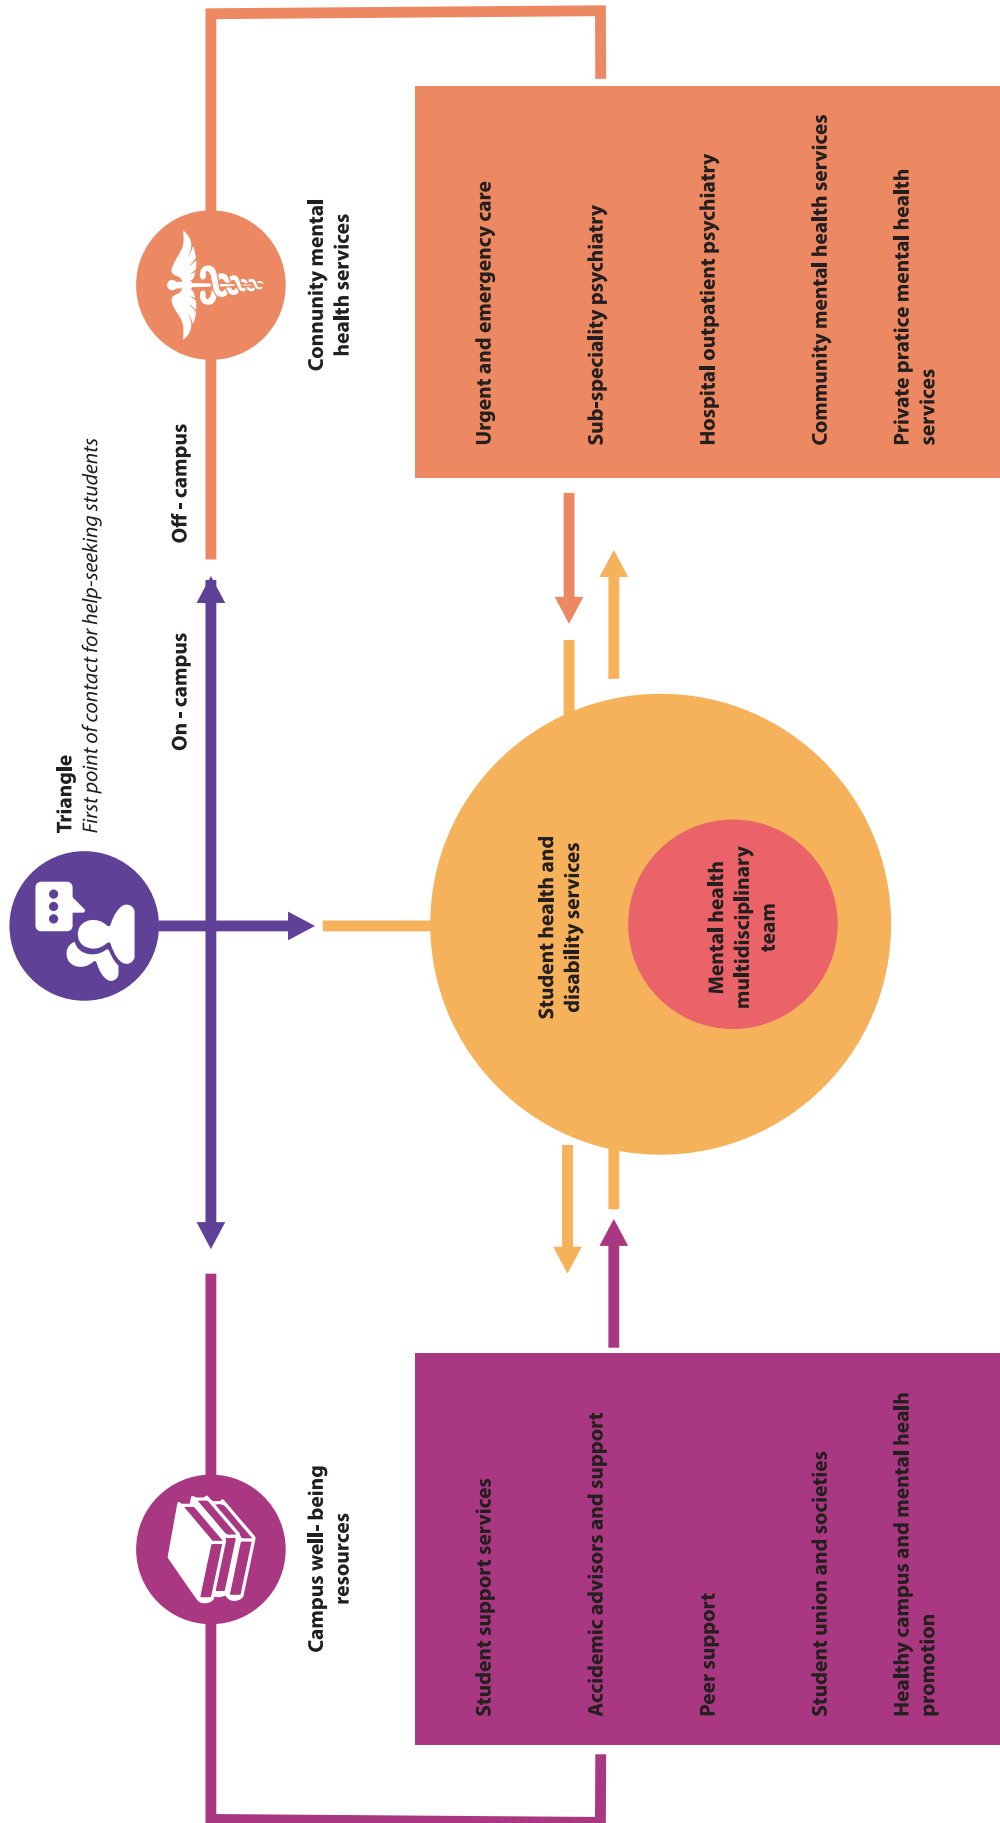 Triangle
First point of contact for help-seeking students
On - campus
Off - campus
Campus well- being
resources
Connunity mental
health services
Student support services
Accidemic advisors and support
Peer support
Student union and societies
Healthy campus and mental healh
promotion
Student health and
disability services
Mental health
multidisciplinary
team
Urgent and emergency care
Sub-speciality psychiatry
Hospital outpatient psychiatry
Community mental health services
Private pratice mental health
services